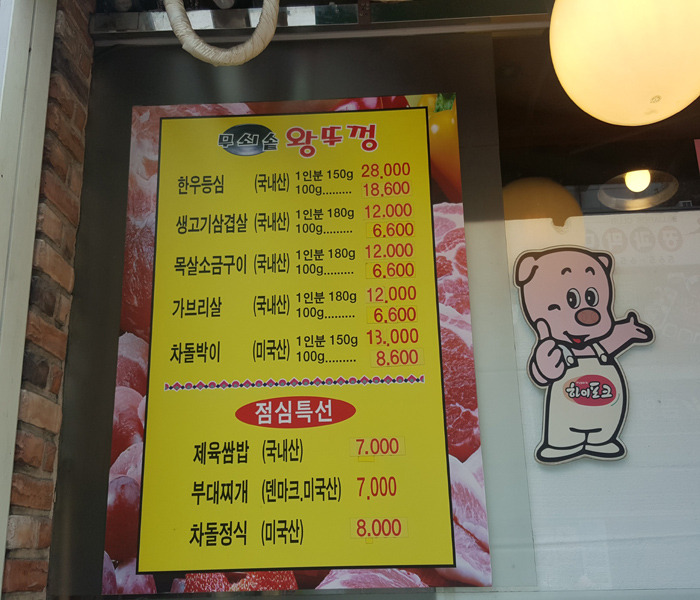 무쇠솥 왕뚜껑
한우등심 (국내산) 1인분 150g 28,000
100g......... 18,600
생고기삼겹살 (국내산) 1인분 180g 12,000
100g......... 6,600
목살소금구이 (국내산) 1인분 180g 12,000
100g......... 6,600
가브리살 (국내산) 1인분 180g 12,000
100g......... 6,600
차돌박이 (미국산) 1인분 150g 13,000
100g......... 8,600
점심특선
제육쌈밥 (국내산) 7,000
부대찌개 (덴마크,미국산) 7,000
차돌정식 (미국산) 8,000
하이포크